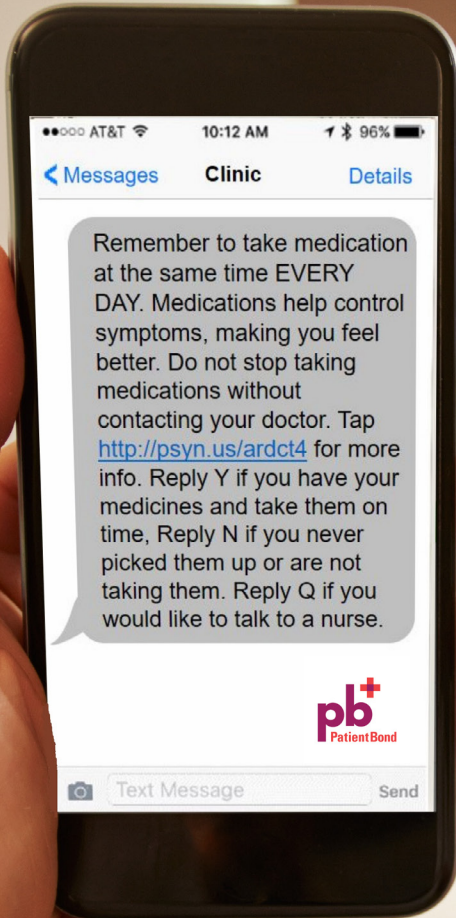 AT&T 10:12 AM 96%
Messages Clinic Details
Remember to take medication
at the same time EVERY
DAY. Medications help control
symptoms, making you feel
better. Do not stop taking
medications without
contacting your doctor. Tap
http://psyn.us/ardct4 for more
info. Reply Y if you have your
medicines and take them on
time, Reply N if you never
picked them up or are not
taking them. Reply Q if you
would like to talk to a nurse.
pb
PatientBond
Text Message Send